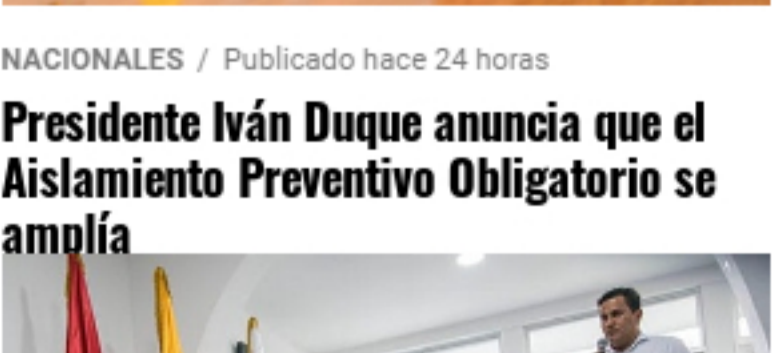 NACIONALES / Publicado hace 24 horas
Presidente Iván Duque anuncia que el
Aislamiento Preventivo Obligatorio se
amplía